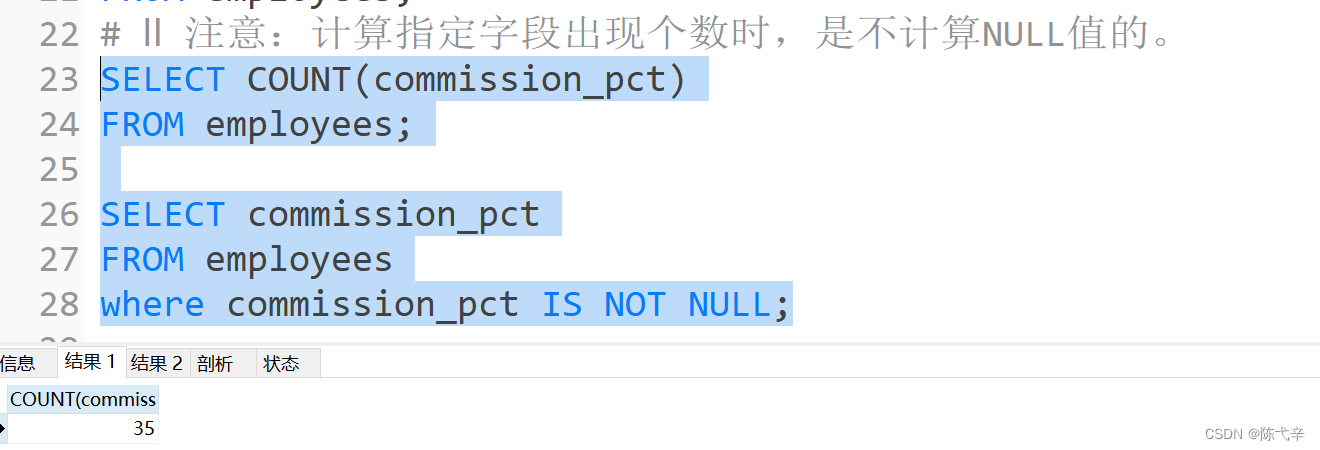 FROM employees;
22 # Ⅱ 注意：计算指定字段出现个数时，是不计算NULL值的。
23 SELECT COUNT(commission_pct)
24 FROM employees;
25
26 SELECT commission_pct
27 FROM employees
28 where commission_pct IS NOT NULL;
信息 结果 1 结果 2 剖析 状态
COUNT(commiss
35
CSDN @陈弋辛